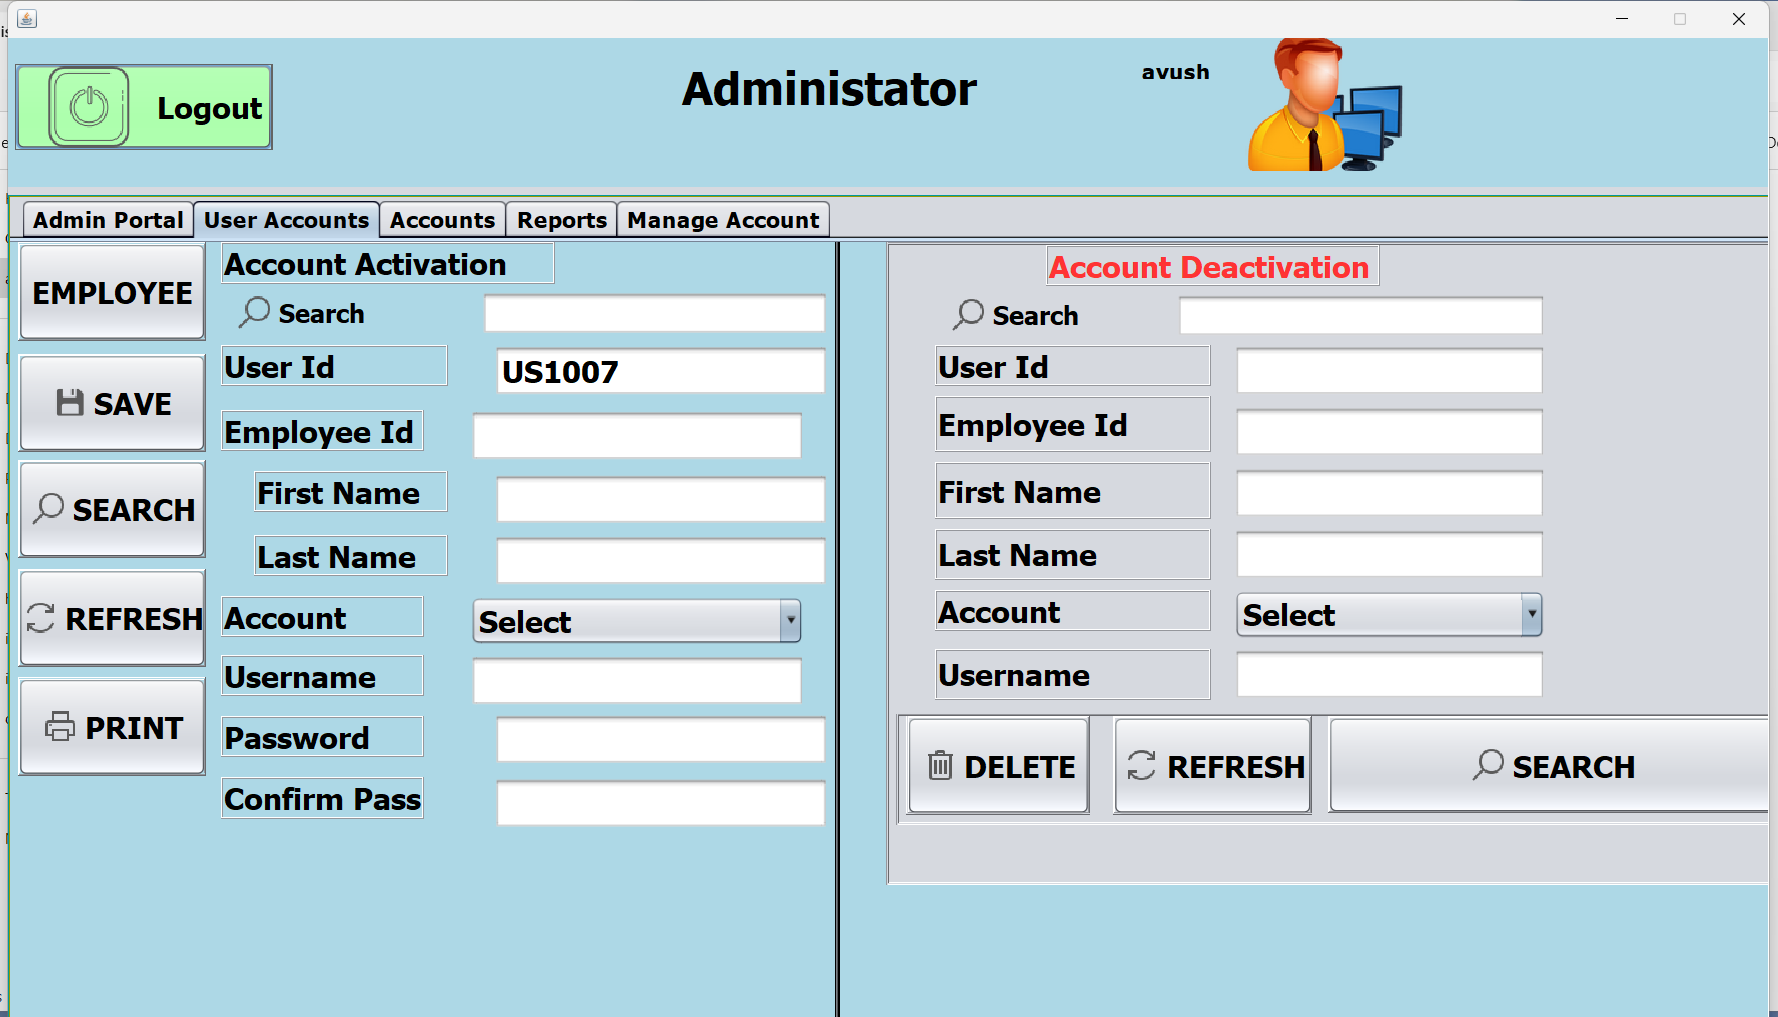 Logout
Administator
avush
Admin Portal
User Accounts
Accounts
Reports
Manage Account
EMPLOYEE
SAVE
SEARCH
REFRESH
PRINT
Account Activation
Search
User Id
US1007
Employee Id
First Name
Last Name
Account
Select
Username
Password
Confirm Pass
Account Deactivation
Search
User Id
Employee Id
First Name
Last Name
Account
Select
Username
DELETE
REFRESH
SEARCH